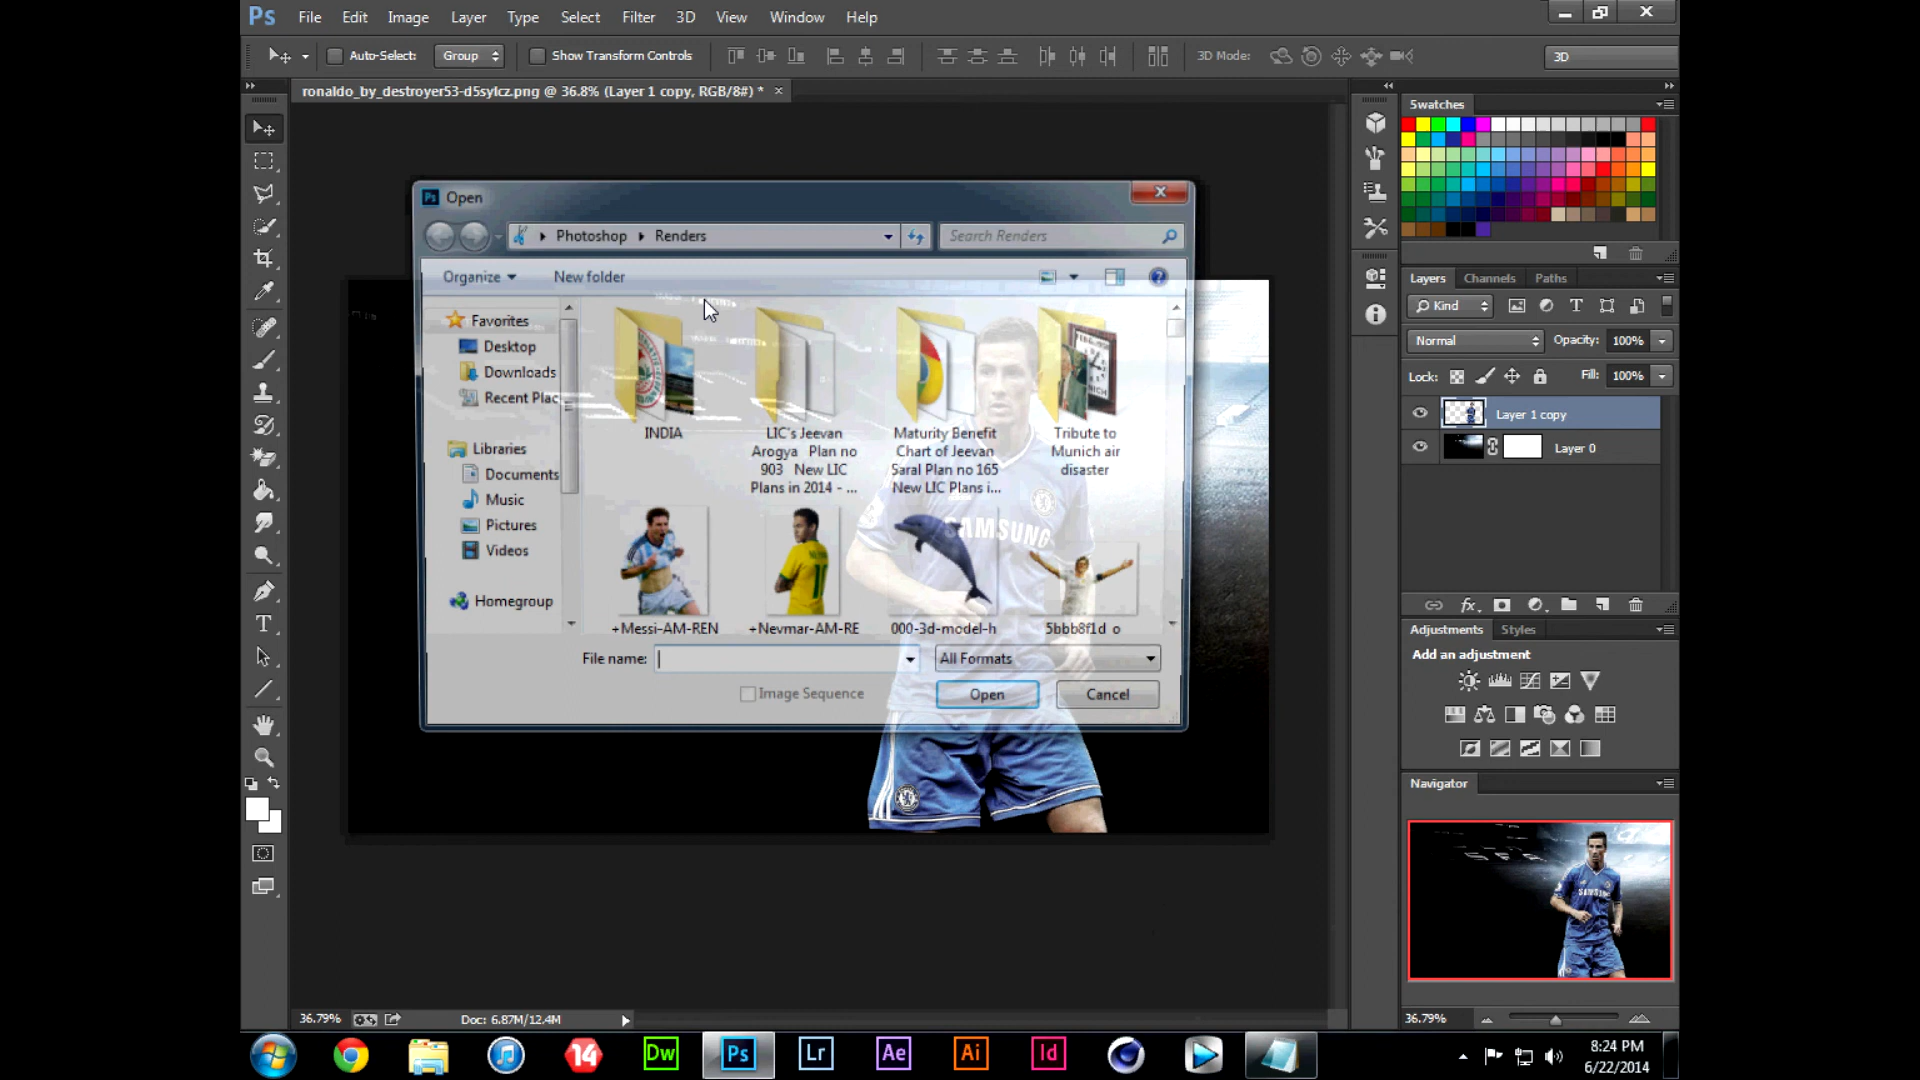 Ps File Edit Image Layer Type Select Filter 3D View Window Help
Auto-Select: Group Show Transform Controls 3D Mode: 3D
ronaldo_by_destroyer53-d5sylcz.png @ 36.8% (Layer 1 copy, RGB/8#) *
Ps Open
Photoshop Renders Search Renders
Organize New folder
Favorites
Desktop
Downloads
Recent Plac
Libraries
Documents
Music
Pictures
Videos
Homegroup
INDIA
LIC's Jeevan
Arogya Plan no
903 New LIC
Plans in 2014 - ...
Maturity Benefit
Chart of Jeevan
Saral Plan no 165
New LIC Plans i...
Tribute to
Munich air
disaster
+Messi-AM-REN
+Neymar-AM-RE
000-3d-model-h
5bbb8f1d o
File name: All Formats
Image Sequence Open Cancel
SAMSUNG
Swatches
Layers Channels Paths
Kind
Normal Opacity: 100%
Lock: Fill: 100%
Layer 1 copy
Layer 0
fx
Adjustments Styles
Add an adjustment
Navigator
SAMSUNG
36.79%
36.79% Doc: 6.87M/12.4M
14 Dw Ps Lr Ae Ai Id
8:24 PM
6/22/2014